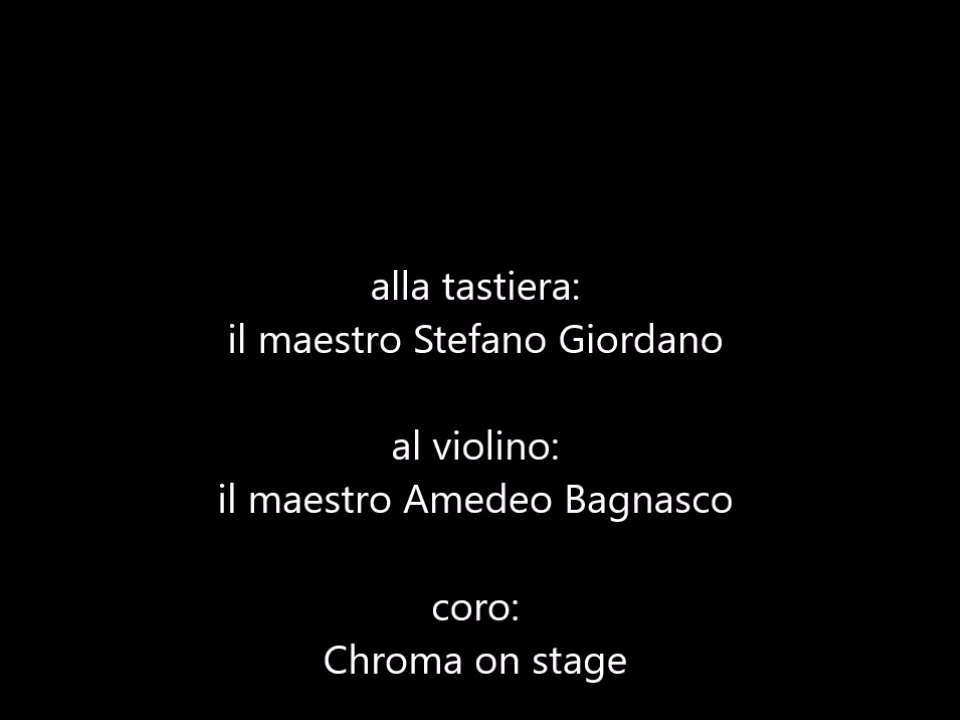 alla tastiera:
il maestro Stefano Giordano
al violino:
il maestro Amedeo Bagnasco
coro:
Chroma on stage